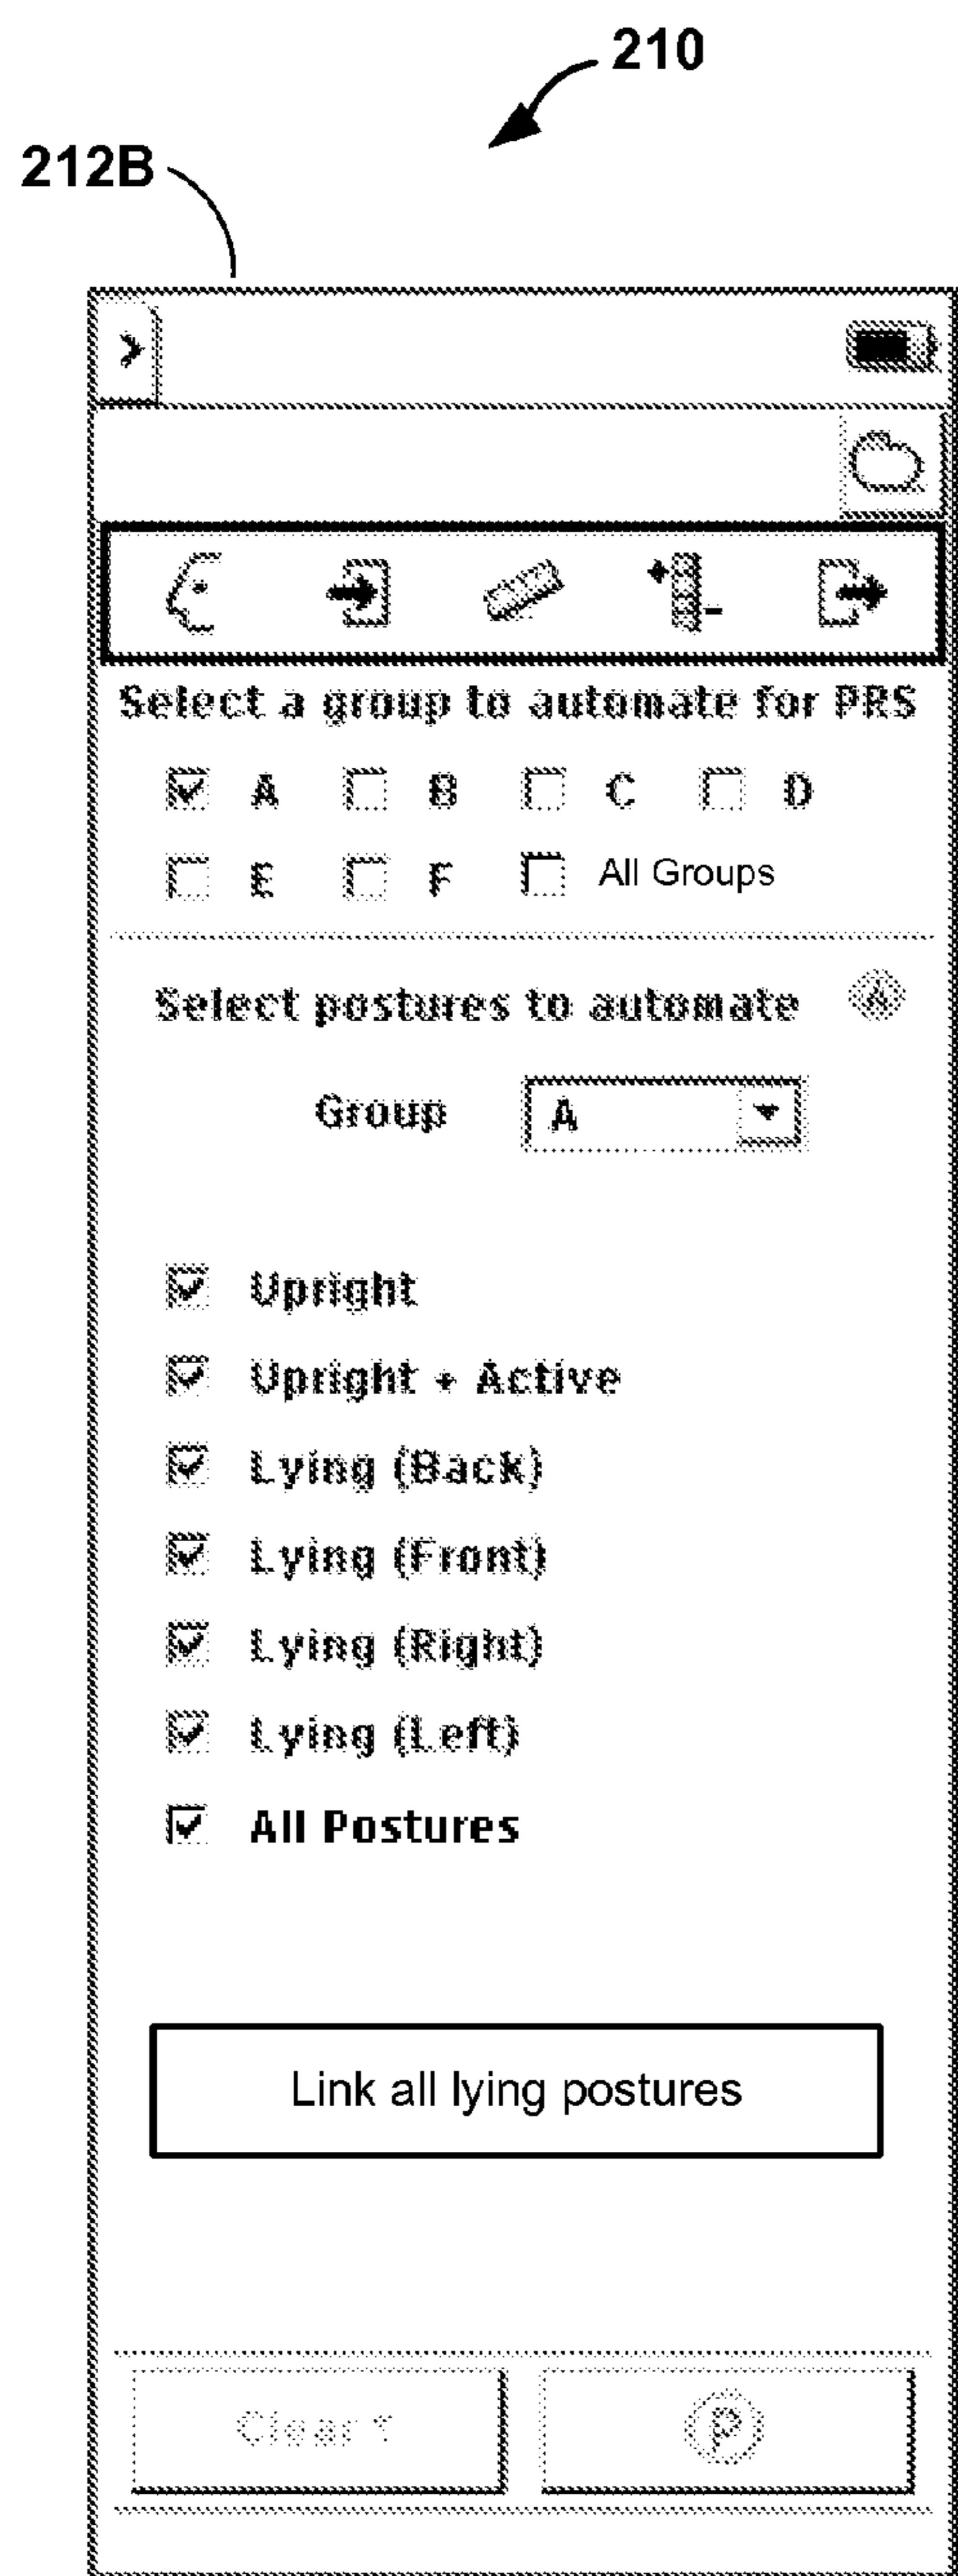 210
212B
Select a group to automate for PRS
A B C D
E F All Groups
Select postures to automate A
Group A
Upright
Upright + Active
Lying (Back)
Lying (Front)
Lying (Right)
Lying (Left)
All Postures
Link all lying postures
Clear P